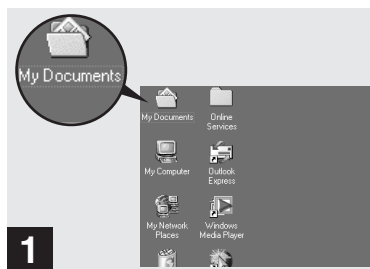 My Documents
My Documents
Online
Services
My Computer
Outlook
Express
My Network
Places
Windows
Media Player
1